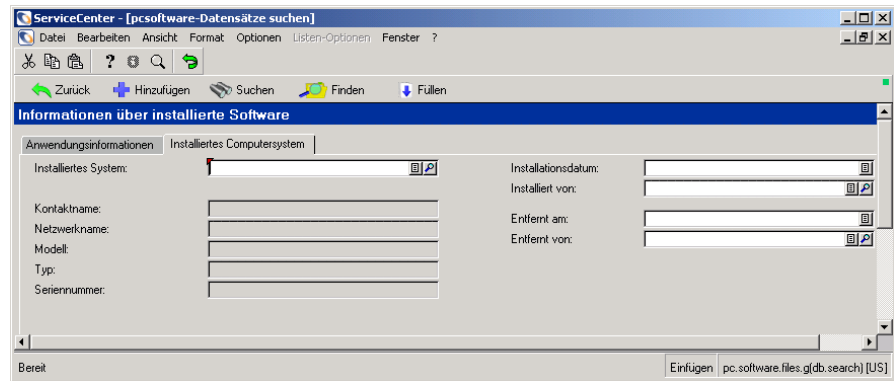 ServiceCenter - [pcsoftware-Datensätze suchen]
Datei Bearbeiten Ansicht Format Optionen Listen-Optionen Fenster ?
Zurück Hinzufügen Suchen Finden Füllen
Informationen über installierte Software
Anwendungsinformationen Installiertes Computersystem
Installiertes System: Installationsdatum:
Installiert von:
Kontaktname: Entfernt am:
Netzwerkname: Entfernt von:
Modell:
Typ:
Seriennummer:
Bereit Einfügen pc.software.files.g(db.search) [US]